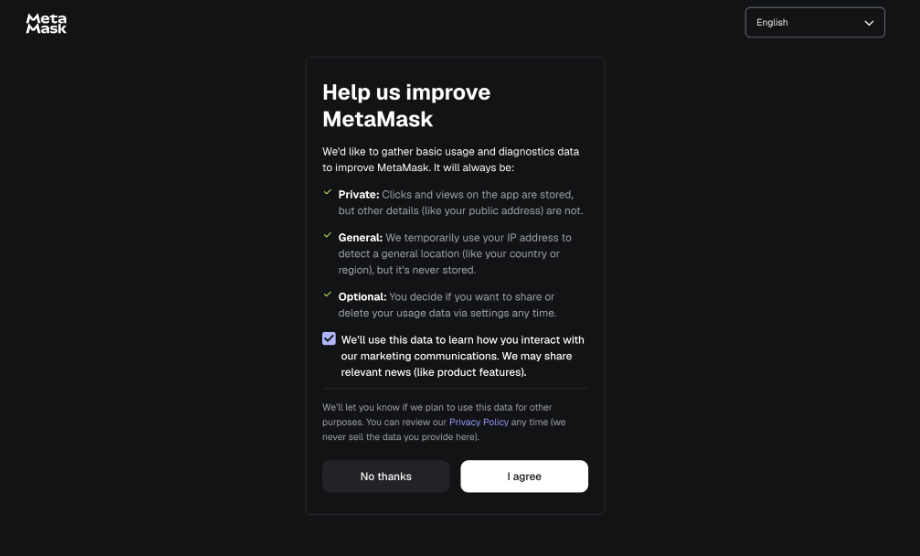 Meta
Mask
English
Help us improve
MetaMask
We'd like to gather basic usage and diagnostics data
to improve MetaMask. It will always be:
Private: Clicks and views on the app are stored,
but other details (like your public address) are not.
General: We temporarily use your IP address to
detect a general location (like your country or
region), but it's never stored.
Optional: You decide if you want to share or
delete your usage data via settings any time.
We'll use this data to learn how you interact with
our marketing communications. We may share
relevant news (like product features).
We'll let you know if we plan to use this data for other
purposes. You can review our Privacy Policy any time (we
never sell the data you provide here).
No thanks
I agree